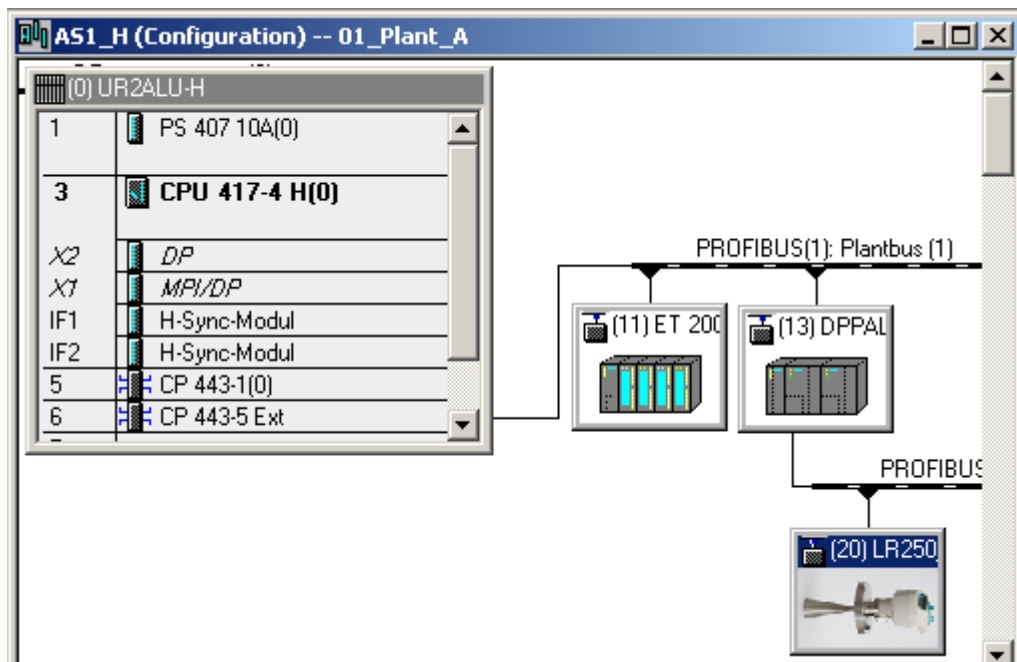 AS1_H (Configuration) -- 01_Plant_A
(0) UR2ALU-H
1 PS 407 10A(0)
3 CPU 417-4 H(0)
X2 DP
X1 MPI/DP
IF1 H-Sync-Modul
IF2 H-Sync-Modul
5 CP 443-1(0)
6 CP 443-5 Ext
PROFIBUS(1): Plantbus (1)
(11) ET 200
(13) DPPAL
PROFIBUS
(20) LR250